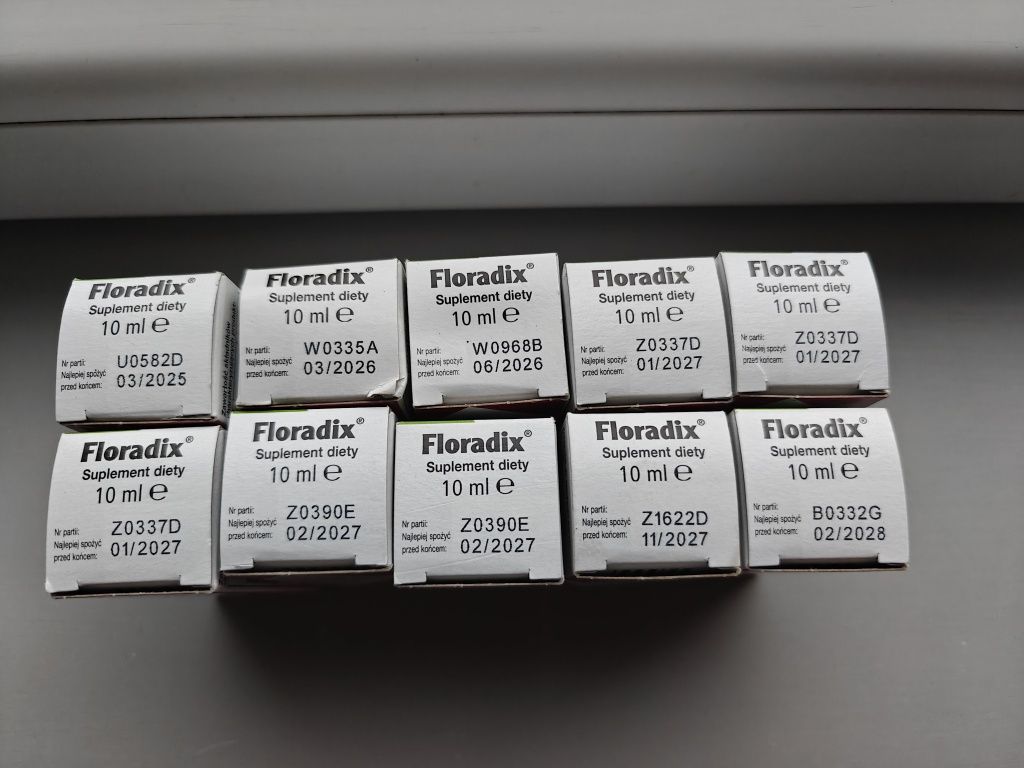 Floradix®
Suplement diety
10 ml e
Nr partii: U0582D
Najlepiej spożyć
przed końcem: 03/2025
Floradix®
Suplement diety
10 ml e
Nr partii: W0335A
Najlepiej spożyć
przed końcem: 03/2026
Floradix®
Suplement diety
10 ml e
Nr partii: W0968B
Najlepiej spożyć
przed końcem: 06/2026
Floradix®
Suplement diety
10 ml e
Nr partii: Z0337D
Najlepiej spożyć
przed końcem: 01/2027
Floradix®
Suplement diety
10 ml e
Nr partii: Z0337D
Najlepiej spożyć
przed końcem: 01/2027
Floradix®
Suplement diety
10 ml e
Nr partii: Z0337D
Najlepiej spożyć
przed końcem: 01/2027
Floradix®
Suplement diety
10 ml e
Nr partii: Z0390E
Najlepiej spożyć
przed końcem: 02/2027
Floradix®
Suplement diety
10 ml e
Nr partii: Z0390E
Najlepiej spożyć
przed końcem: 02/2027
Floradix®
Suplement diety
10 ml e
Nr partii: Z1622D
Najlepiej spożyć
przed końcem: 11/2027
Floradix®
Suplement diety
10 ml e
Nr partii: B0332G
Najlepiej spożyć
przed końcem: 02/2028